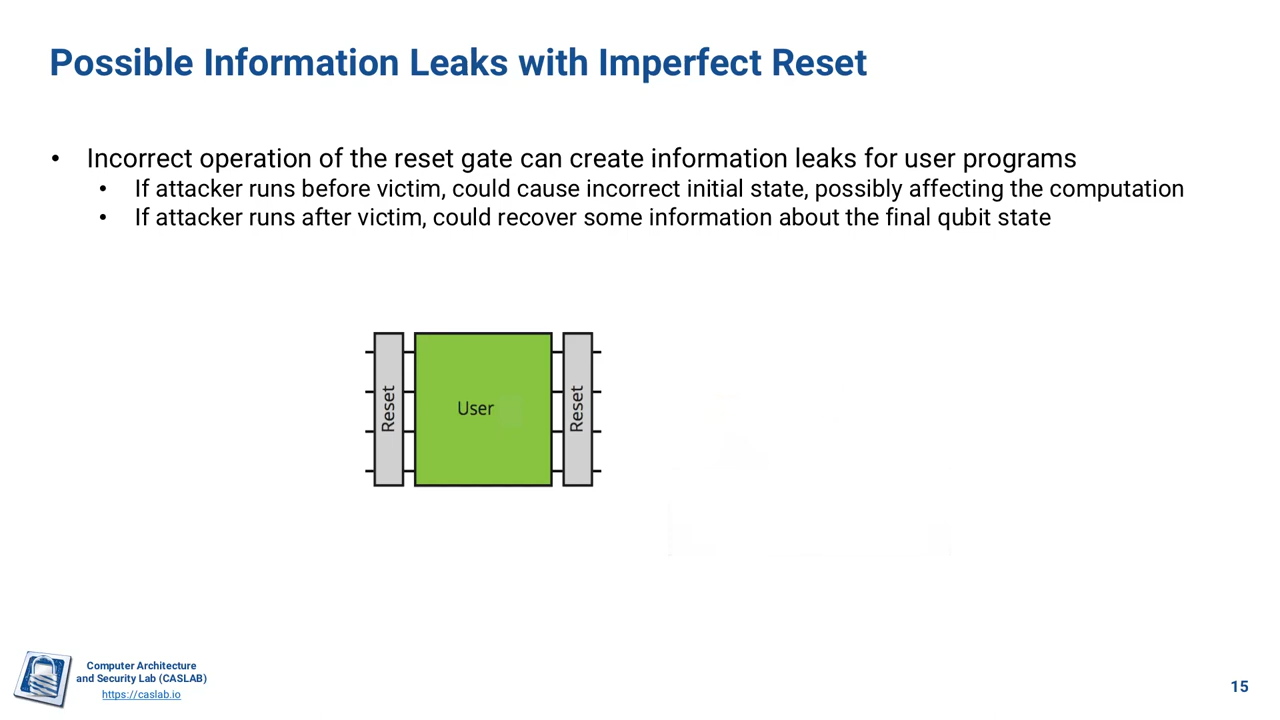 Possible Information Leaks with Imperfect Reset
• Incorrect operation of the reset gate can create information leaks for user programs
• If attacker runs before victim, could cause incorrect initial state, possibly affecting the computation
• If attacker runs after victim, could recover some information about the final qubit state
Reset
User
Reset
Computer Architecture
and Security Lab (CASLAB)
https://caslab.io
15